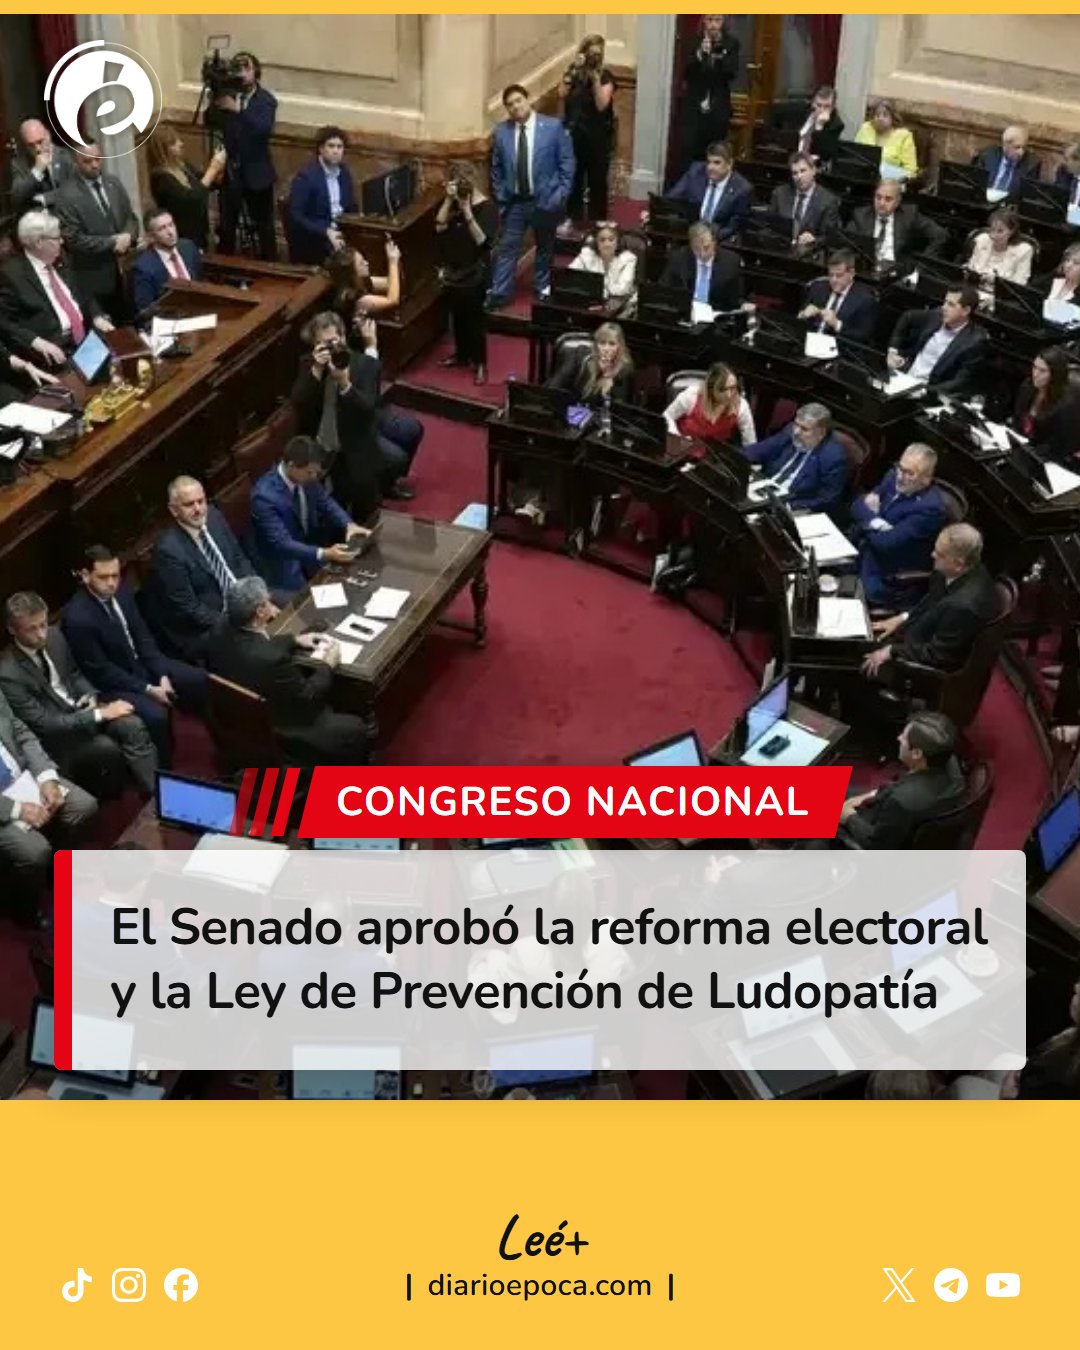 é
CONGRESO NACIONAL
El Senado aprobó la reforma electoral
y la Ley de Prevención de Ludopatía
Leé+
| diarioepoca.com |